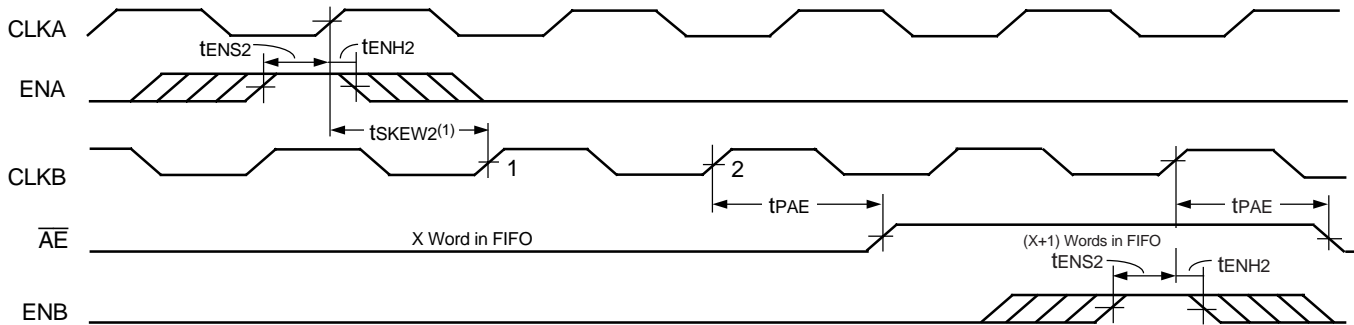 CLKA
tENS2 tENH2
ENA
tSKEW2(1)
CLKB 1 2
tPAE tPAE
AE X Word in FIFO (X+1) Words in FIFO
tENS2 tENH2
ENB